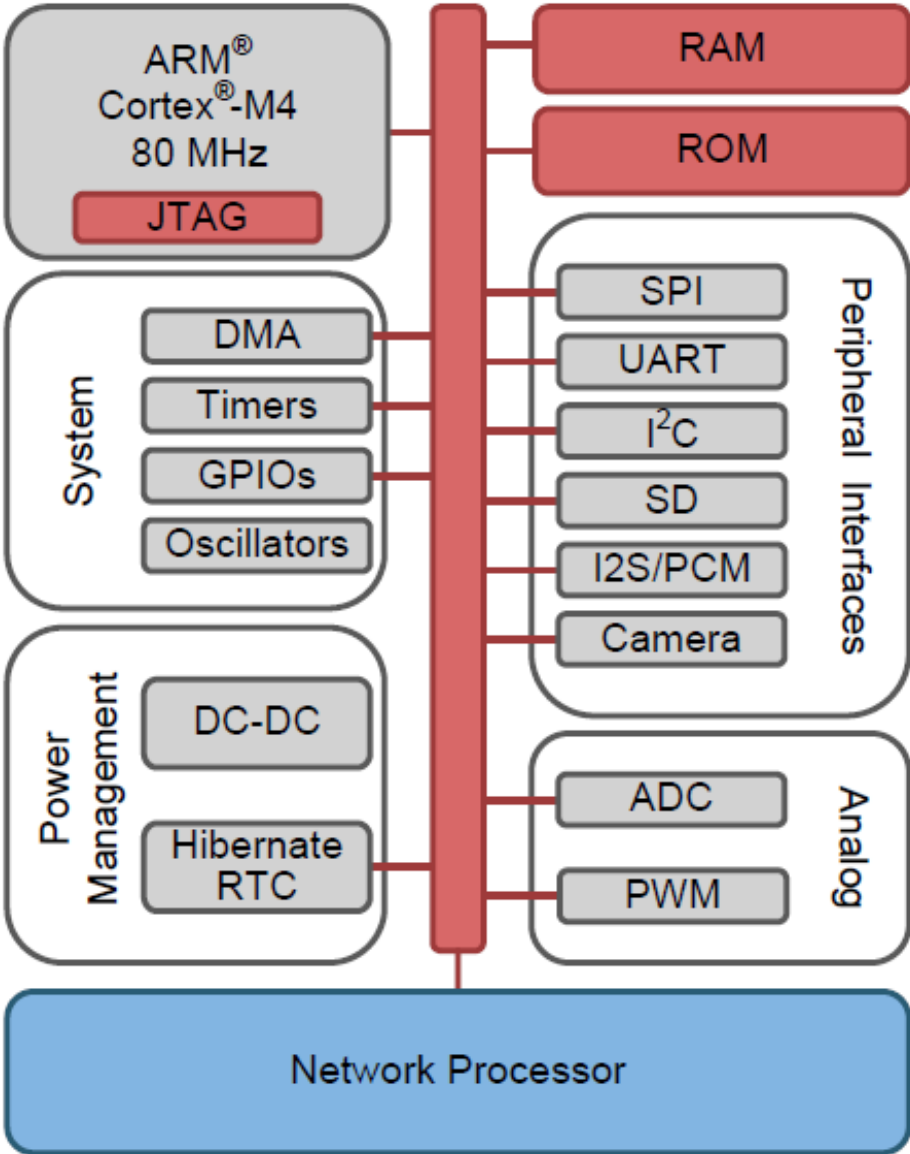 ARM®
Cortex®-M4
80 MHz
JTAG
RAM
ROM
System
DMA
Timers
GPIOs
Oscillators
Peripheral Interfaces
SPI
UART
I²C
SD
I2S/PCM
Camera
Power
Management
DC-DC
Hibernate
RTC
Analog
ADC
PWM
Network Processor